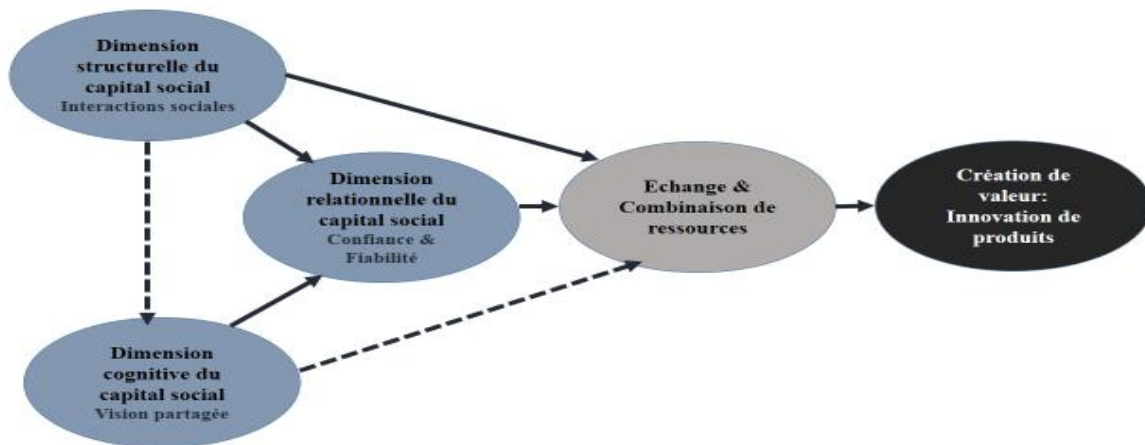 Dimension
structurelle du
capital social
Interactions sociales
Dimension
relationnelle du
capital social
Confiance &
Fiabilité
Echange &
Combinaison de
ressources
Création de
valeur:
Innovation de
produits
Dimension
cognitive du
capital social
Vision partagée